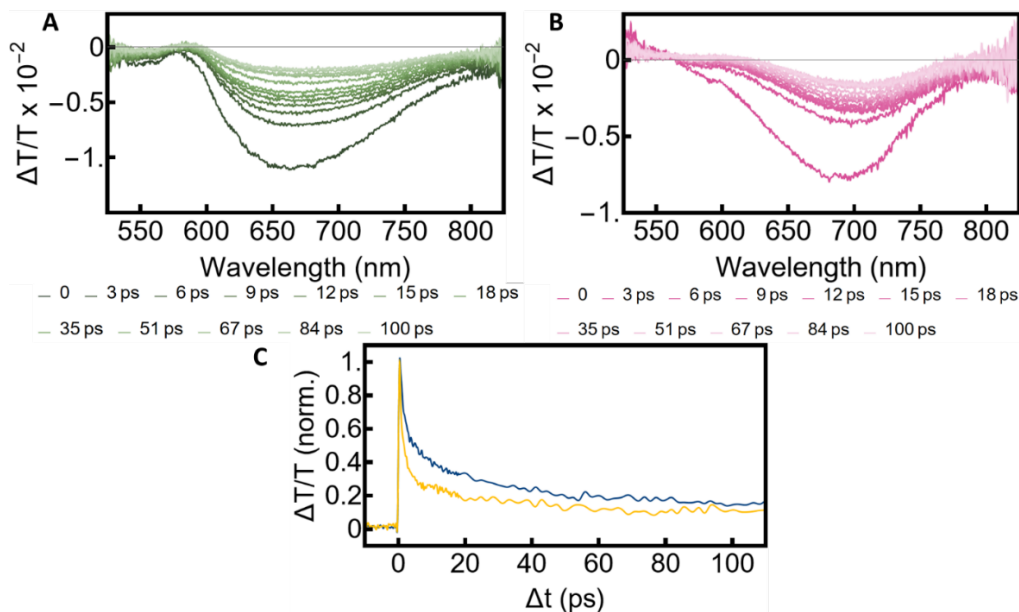 A
ΔT/T x 10⁻²
0
−0.5
−1.
550 600 650 700 750 800
Wavelength (nm)
0 3 ps 6 ps 9 ps 12 ps 15 ps 18 ps
35 ps 51 ps 67 ps 84 ps 100 ps
B
ΔT/T x 10⁻²
0
−0.5
−1.
550 600 650 700 750 800
Wavelength (nm)
0 3 ps 6 ps 9 ps 12 ps 15 ps 18 ps
35 ps 51 ps 67 ps 84 ps 100 ps
C
ΔT/T (norm.)
1.
0.8
0.6
0.4
0.2
0
0 20 40 60 80 100
Δt (ps)